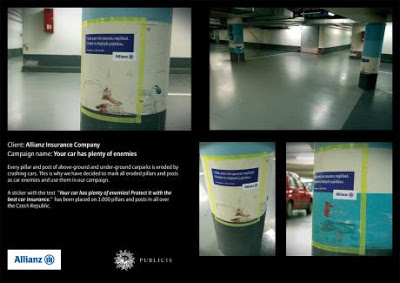 Allianz
Client: Allianz Insurance Company
Campaign name: Your car has plenty of enemies
Every pillar and post of above-ground and under-ground carparks is eroded by
crashing cars. This is why we have decided to mark all eroded pillars and posts
as car enemies and use them in our campaign.
A sticker with the text "Your car has plenty of enemies! Protect it with the
best car insurance." has been placed on 1.000 pillars and posts in all over
the Czech Republic.
Allianz
PUBLICIS